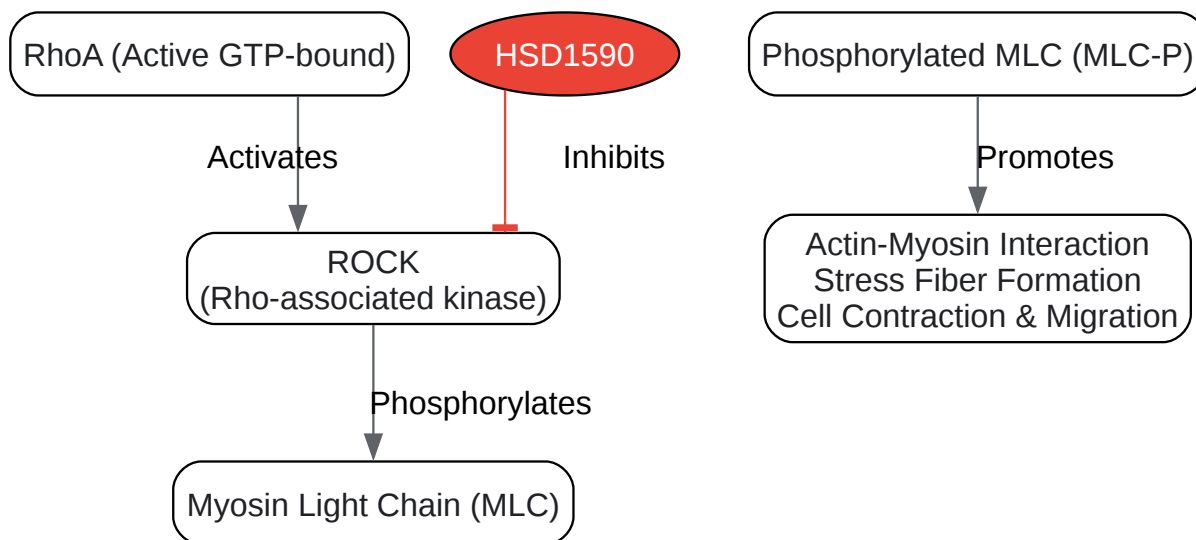 RhoA (Active GTP-bound)
HSD1590
Phosphorylated MLC (MLC-P)
Activates
Inhibits
Promotes
ROCK
(Rho-associated kinase)
Actin-Myosin Interaction
Stress Fiber Formation
Cell Contraction & Migration
Phosphorylates
Myosin Light Chain (MLC)